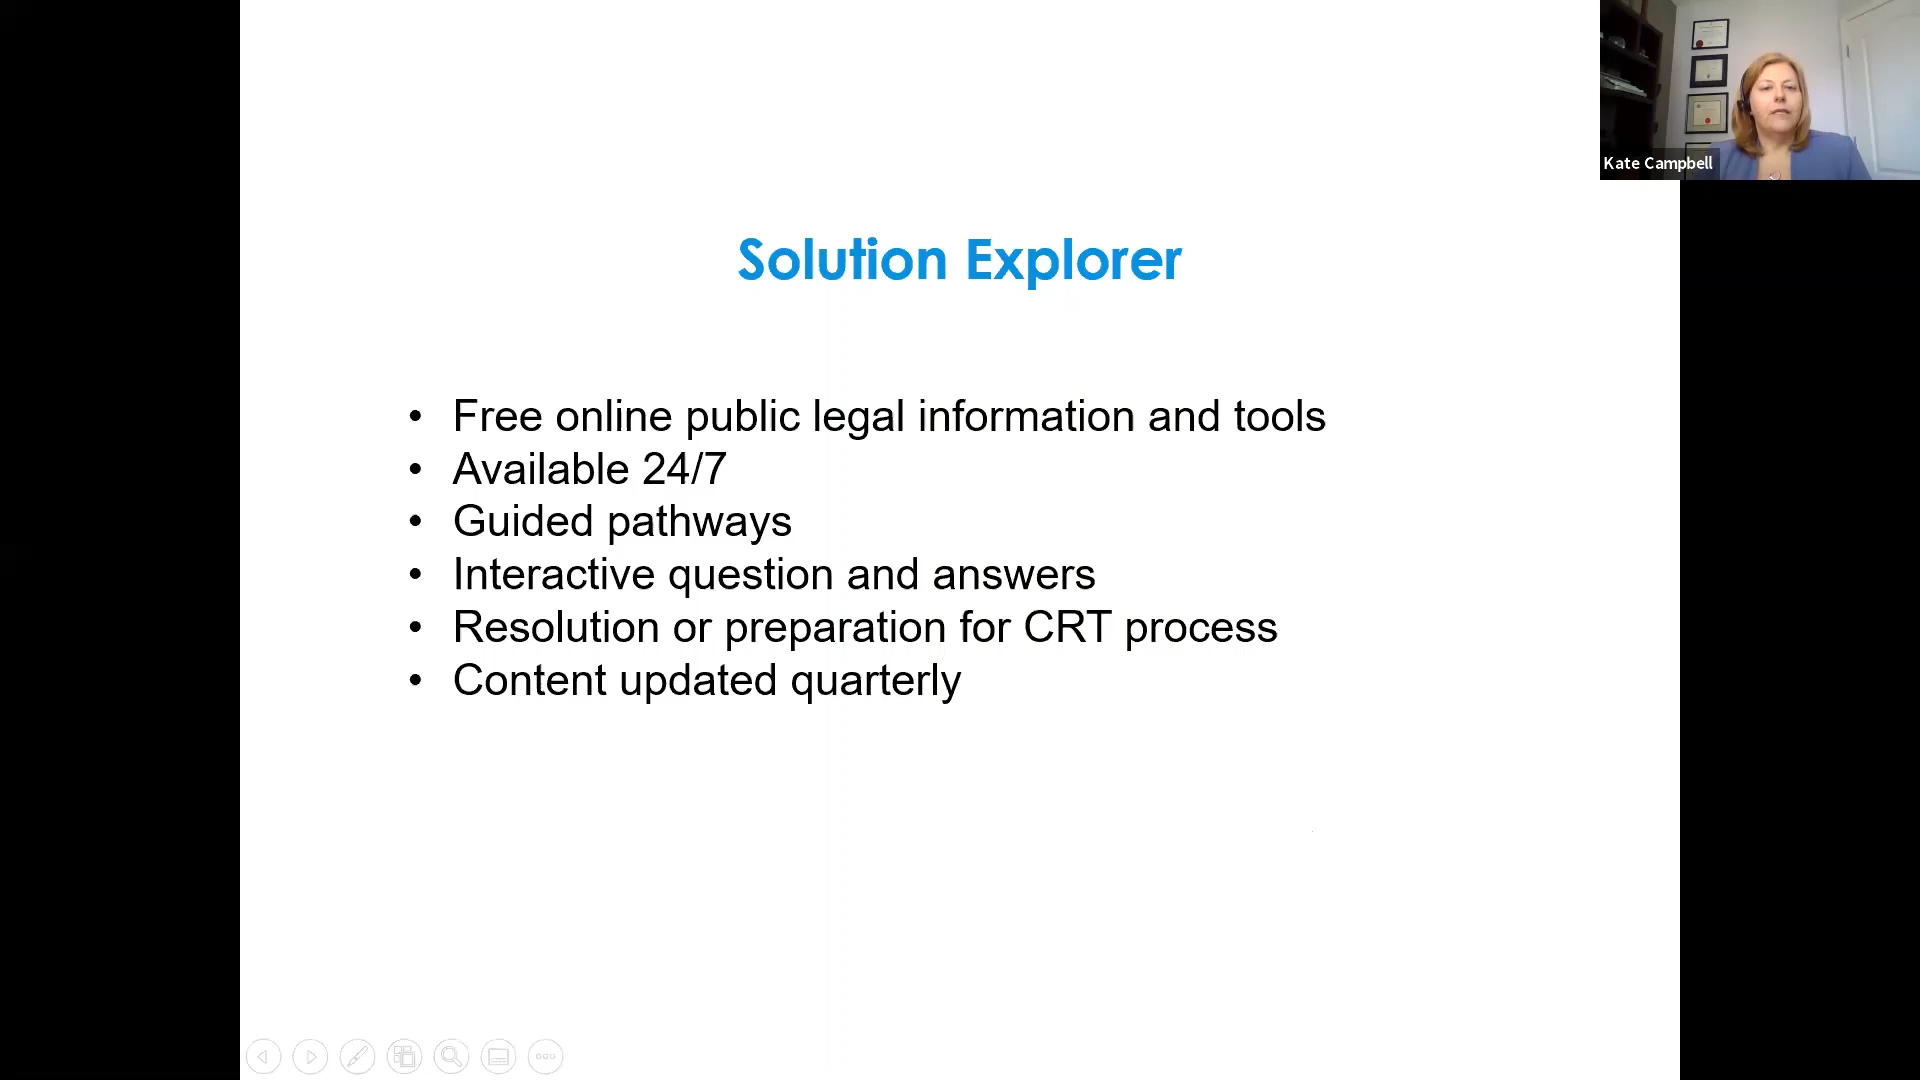 Kate Campbell
Solution Explorer
• Free online public legal information and tools
• Available 24/7
• Guided pathways
• Interactive question and answers
• Resolution or preparation for CRT process
• Content updated quarterly